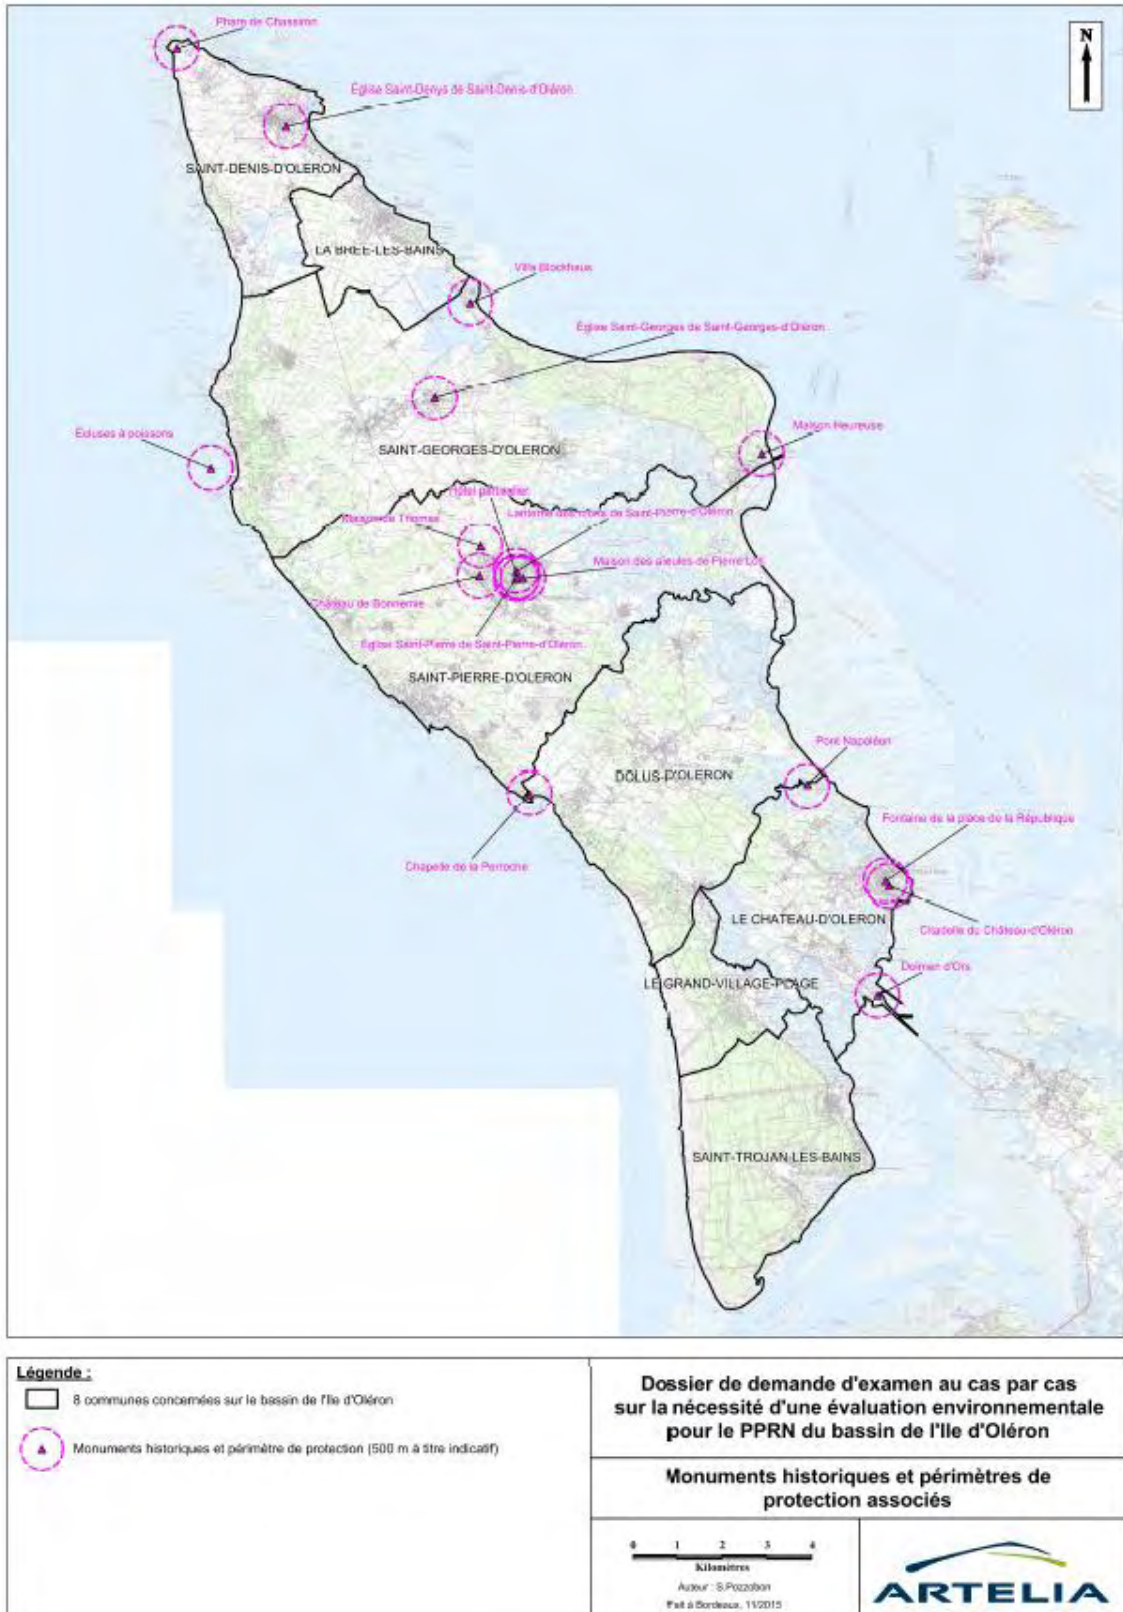 Phare de Chassiron
N
Église Saint-Denys de Saint-Denis-d'Oléron
SAINT-DENIS-D'OLERON
LA BREE-LES-BAINS
Villa Blockhaus
Église Saint-Georges de Saint-Georges-d'Oléron
Écluses à poissons
Maison Heureuse
SAINT-GEORGES-D'OLERON
Hôtel particulier
Lanterne des morts de Saint-Pierre-d'Oléron
Maison de Thomas
Maison des aïeules de Pierre Loti
Château de Bonnemie
Église Saint-Pierre de Saint-Pierre-d'Oléron
SAINT-PIERRE-D'OLERON
Pont Napoléon
DOLUS-D'OLERON
Fontaine de la place de la République
Chapelle de la Perroche
LE CHATEAU-D'OLERON
Citadelle du Château-d'Oléron
Dolmen d'Ors
LE GRAND-VILLAGE-PLAGE
SAINT-TROJAN-LES-BAINS
Légende :
8 communes concernées sur le bassin de l'Ile d'Oléron
Monuments historiques et périmètre de protection (500 m à titre indicatif)
Dossier de demande d'examen au cas par cas
sur la nécessité d'une évaluation environnementale
pour le PPRN du bassin de l'Ile d'Oléron
Monuments historiques et périmètres de
protection associés
0 1 2 3 4
Kilomètres
Auteur : S.Pozzobon
Fait à Bordeaux, 11/2015
ARTELIA